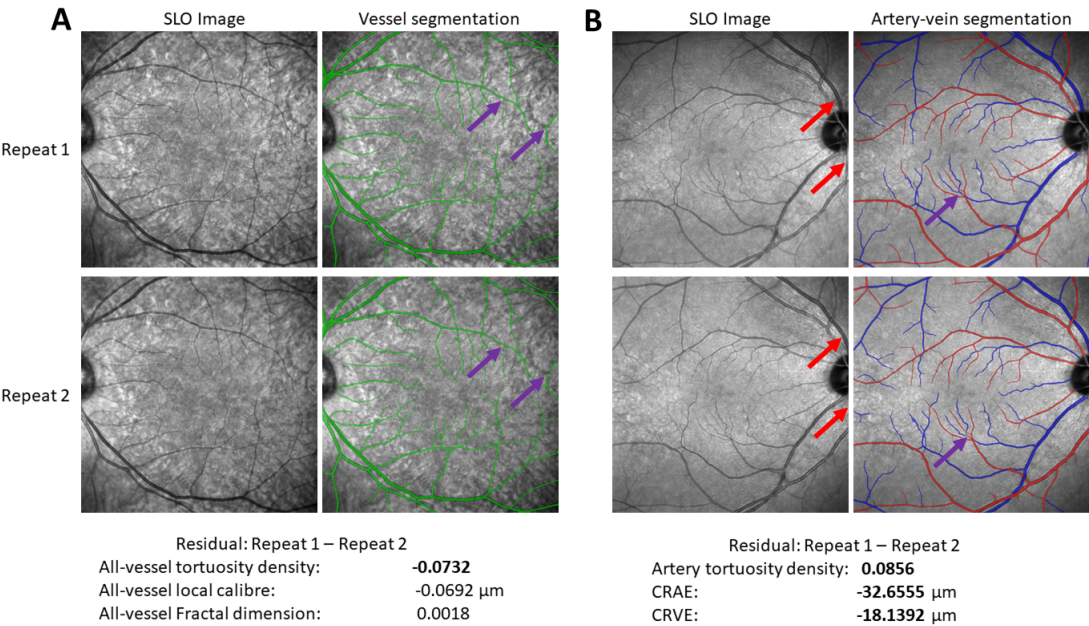 A
SLO Image
Vessel segmentation
B
SLO Image
Artery-vein segmentation
Repeat 1
Repeat 2
Residual: Repeat 1 – Repeat 2
All-vessel tortuosity density: -0.0732
All-vessel local calibre: -0.0692 µm
All-vessel Fractal dimension: 0.0018
Residual: Repeat 1 – Repeat 2
Artery tortuosity density: 0.0856
CRAE: -32.6555 µm
CRVE: -18.1392 µm